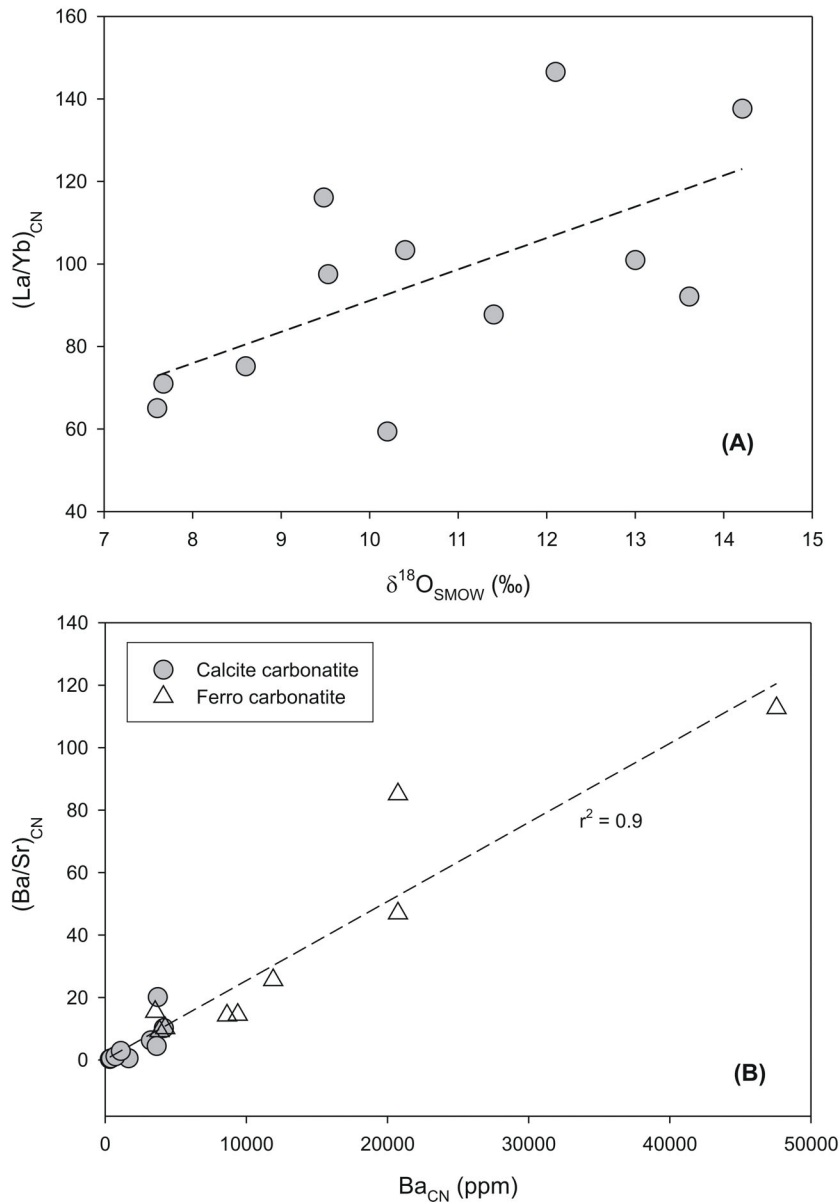 160
140
120
100
80
60
40
(La/Yb)CN
(A)
7 8 9 10 11 12 13 14 15
δ18OSMOW (‰)
140
120
100
80
60
40
20
0
(Ba/Sr)CN
Calcite carbonatite
Ferro carbonatite
r2 = 0.9
(B)
0 10000 20000 30000 40000 50000
BaCN (ppm)